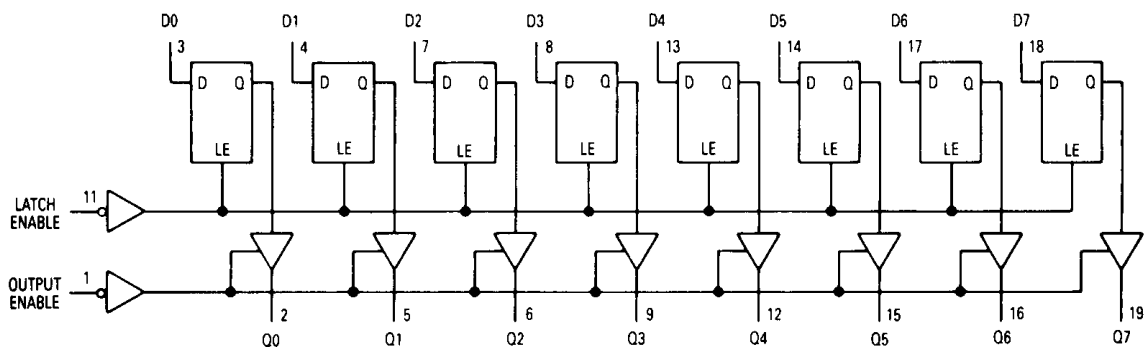 D0 D1 D2 D3 D4 D5 D6 D7
3 4 7 8 13 14 17 18
D Q D Q D Q D Q D Q D Q D Q D Q
LE LE LE LE LE LE LE LE
LATCH
ENABLE
11
OUTPUT
ENABLE
1
2 5 6 9 12 15 16 19
Q0 Q1 Q2 Q3 Q4 Q5 Q6 Q7